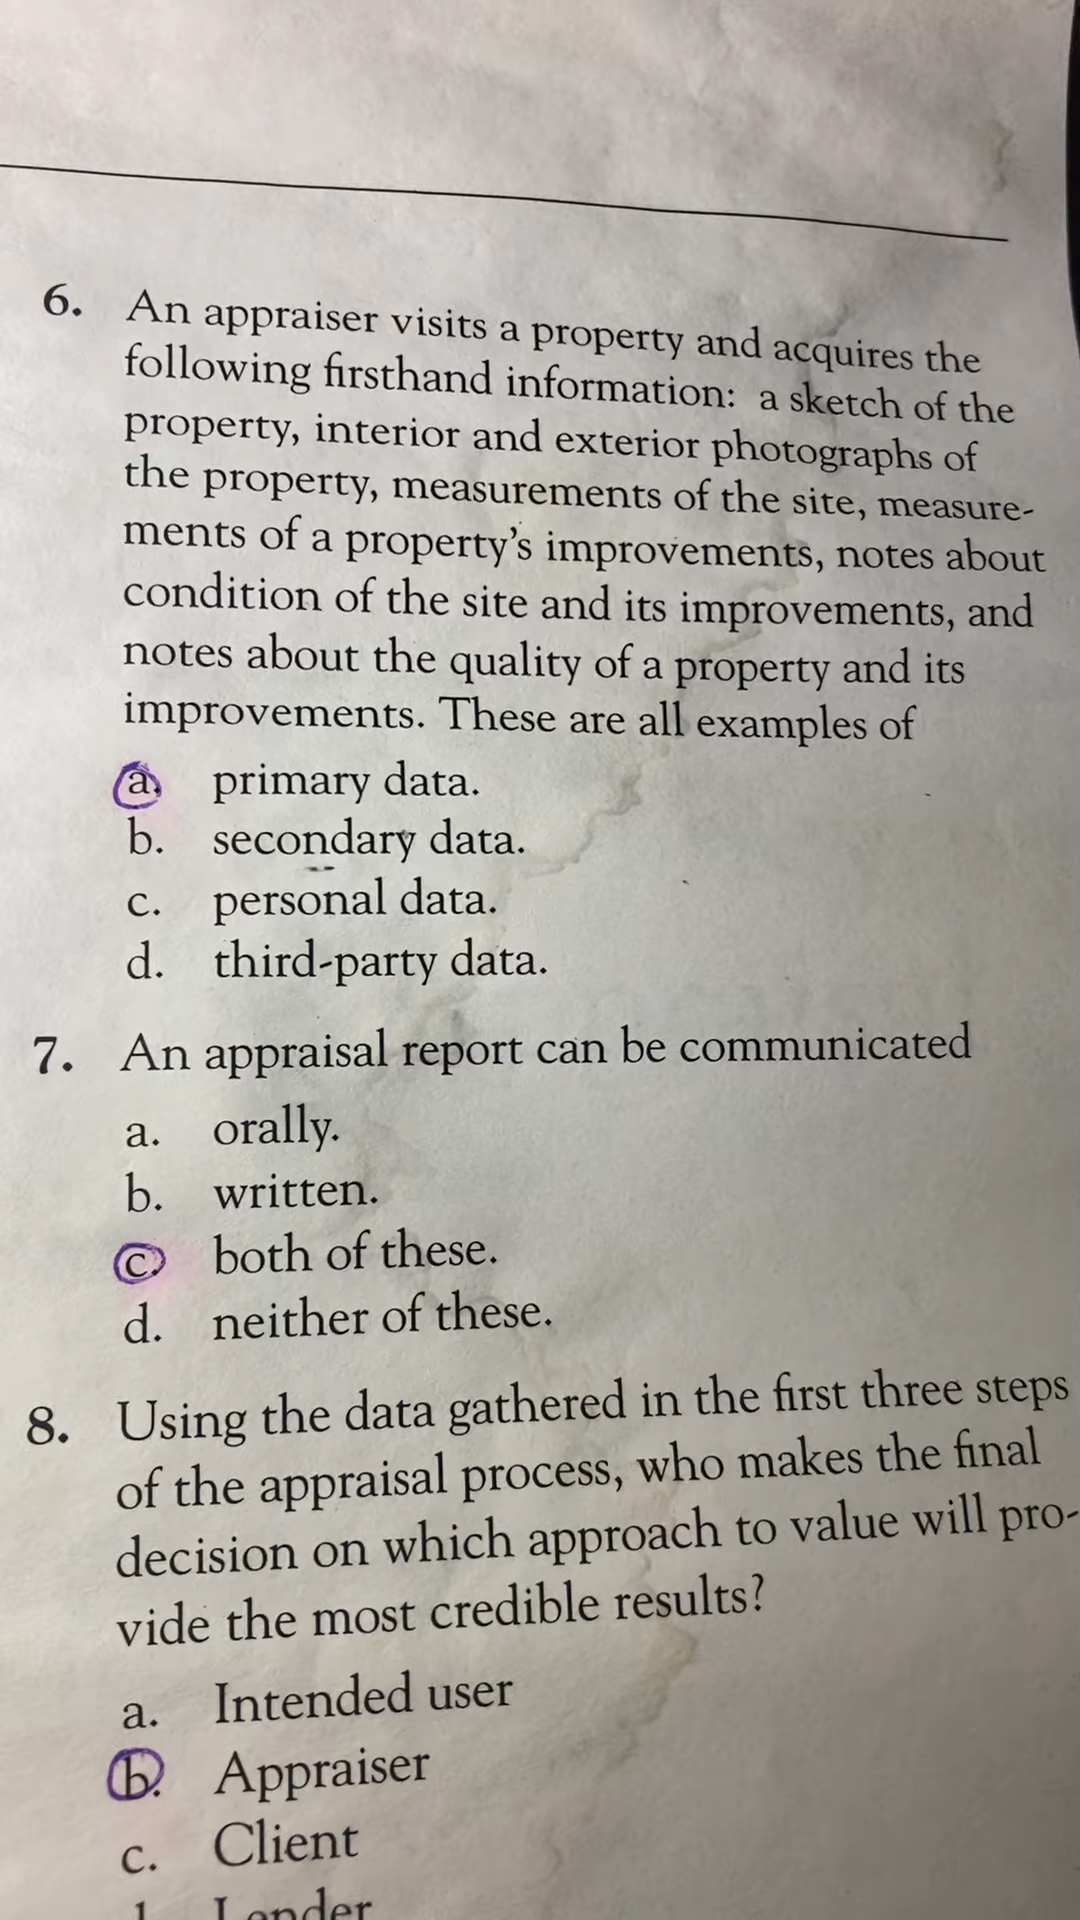 6. An appraiser visits a property and acquires the
following firsthand information: a sketch of the
property, interior and exterior photographs of
the property, measurements of the site, measure-
ments of a property's improvements, notes about
condition of the site and its improvements, and
notes about the quality of a property and its
improvements. These are all examples of
a. primary data.
b. secondary data.
c. personal data.
d. third-party data.
7. An appraisal report can be communicated
a. orally.
b. written.
c. both of these.
d. neither of these.
8. Using the data gathered in the first three steps
of the appraisal process, who makes the final
decision on which approach to value will pro-
vide the most credible results?
a. Intended user
b. Appraiser
c. Client
Lender